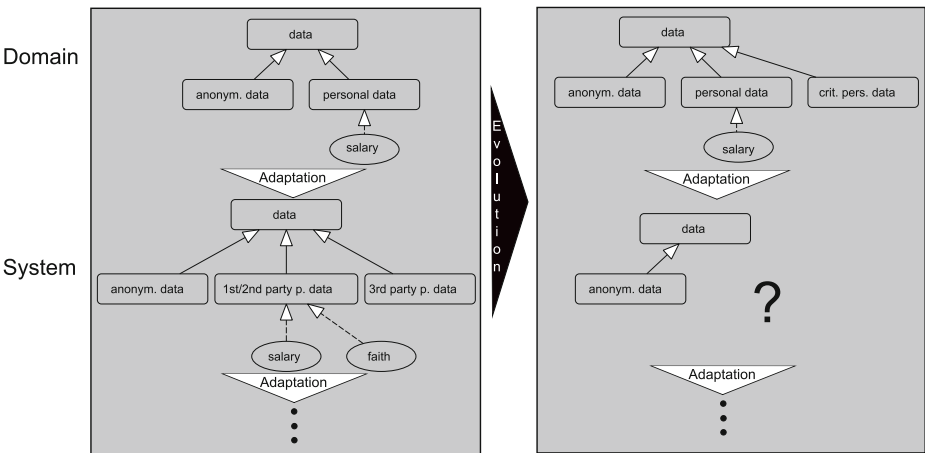 Domain
data
anonym. data
personal data
salary
Adaptation
System
data
anonym. data
1st/2nd party p. data
3rd party p. data
salary
faith
Adaptation
Evolution
data
anonym. data
personal data
crit. pers. data
salary
Adaptation
data
anonym. data
?
Adaptation